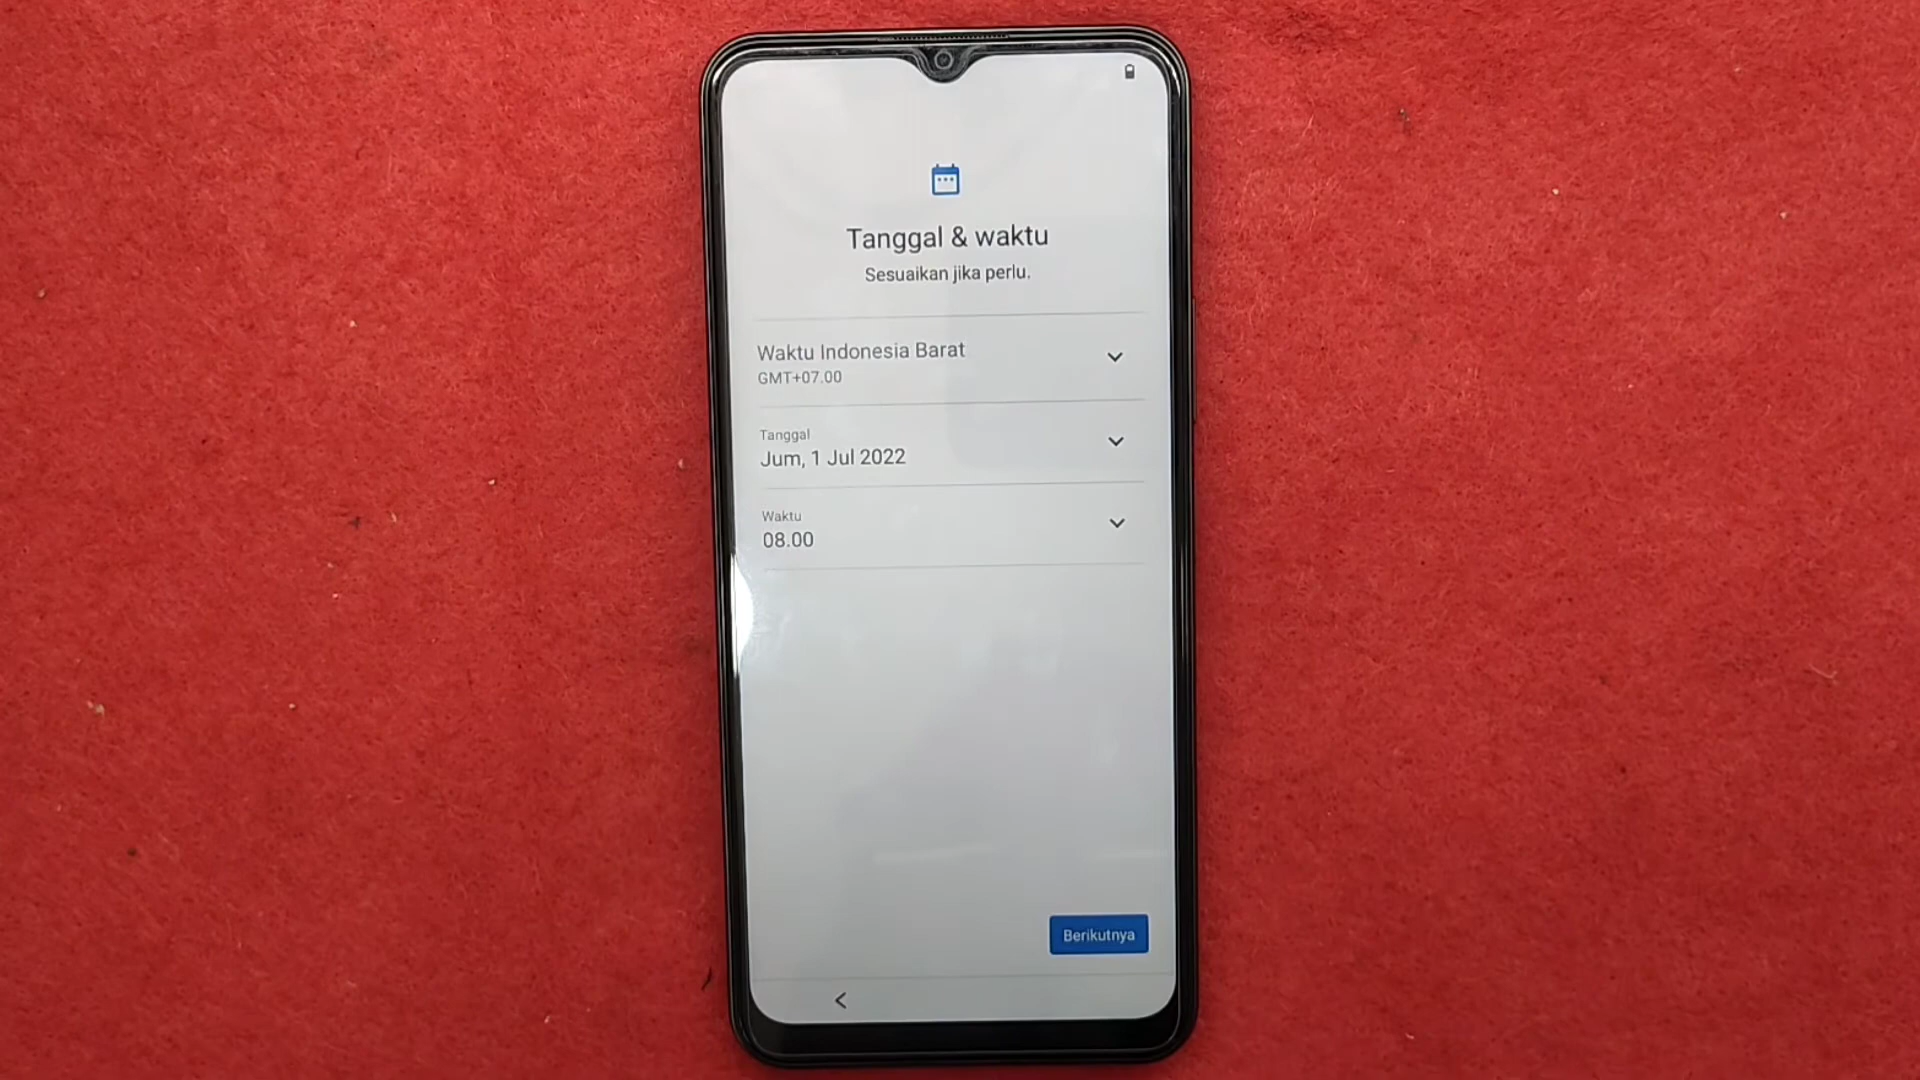 Tanggal & waktu
Sesuaikan jika perlu.
Waktu Indonesia Barat
GMT+07.00
Tanggal
Jum, 1 Jul 2022
Waktu
08.00
Berikutnya